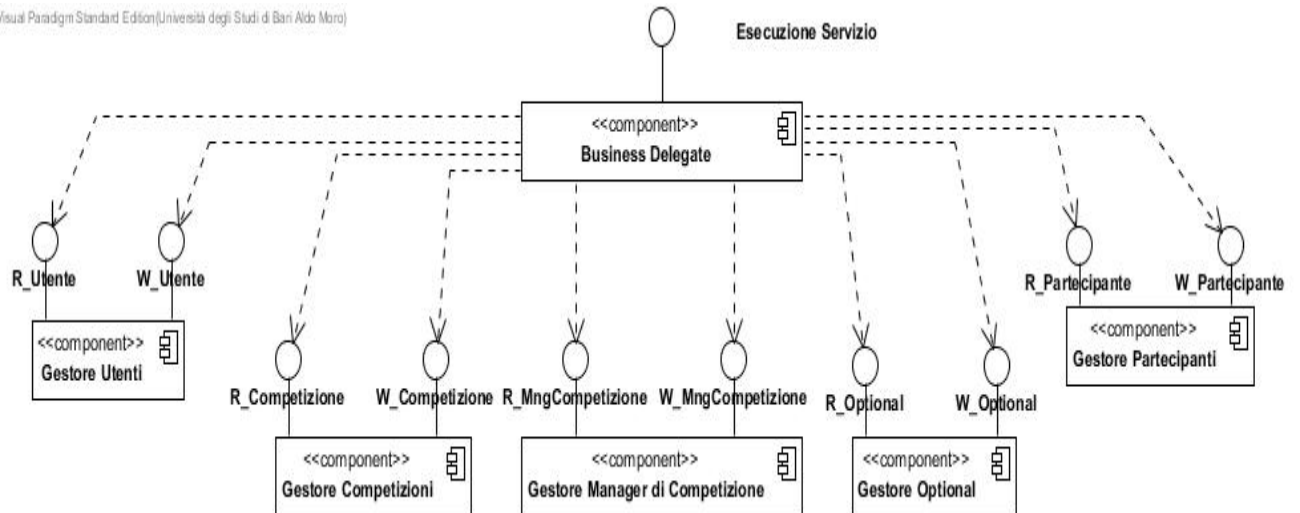 Visual Paradigm Standard Edition(Università degli Studi di Bari Aldo Moro)
Esecuzione Servizio
<<component>>
Business Delegate
R_Utente
W_Utente
R_Partecipante
W_Partecipante
<<component>>
Gestore Utenti
<<component>>
Gestore Partecipanti
R_Competizione
W_Competizione
R_MngCompetizione
W_MngCompetizione
R_Optional
W_Optional
<<component>>
Gestore Competizioni
<<component>>
Gestore Manager di Competizione
<<component>>
Gestore Optional